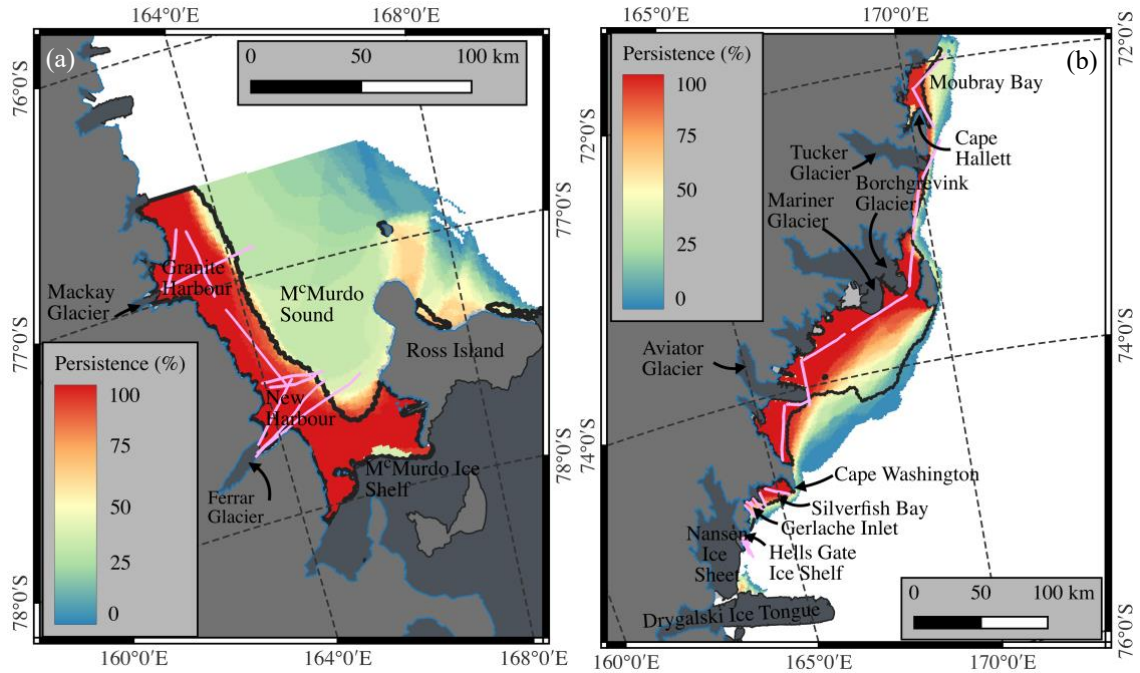 164°0′E
168°0′E
(a)
0
50
100 km
76°0′S
77°0′S
77°0′S
78°0′S
78°0′S
Granite
Harbour
Mackay
Glacier
MᶜMurdo
Sound
Ross Island
New
Harbour
MᶜMurdo Ice
Shelf
Ferrar
Glacier
Persistence (%)
100
75
50
25
0
160°0′E
164°0′E
168°0′E
165°0′E
170°0′E
(b)
Persistence (%)
100
75
50
25
0
72°0′S
72°0′S
74°0′S
74°0′S
76°0′S
Moubray Bay
Cape
Hallett
Tucker
Glacier
Borchgrevink
Glacier
Mariner
Glacier
Aviator
Glacier
Cape Washington
Silverfish Bay
Gerlache Inlet
Nansen
Ice
Sheet
Hells Gate
Ice Shelf
Drygalski Ice Tongue
0
50
100 km
160°0′E
165°0′E
170°0′E